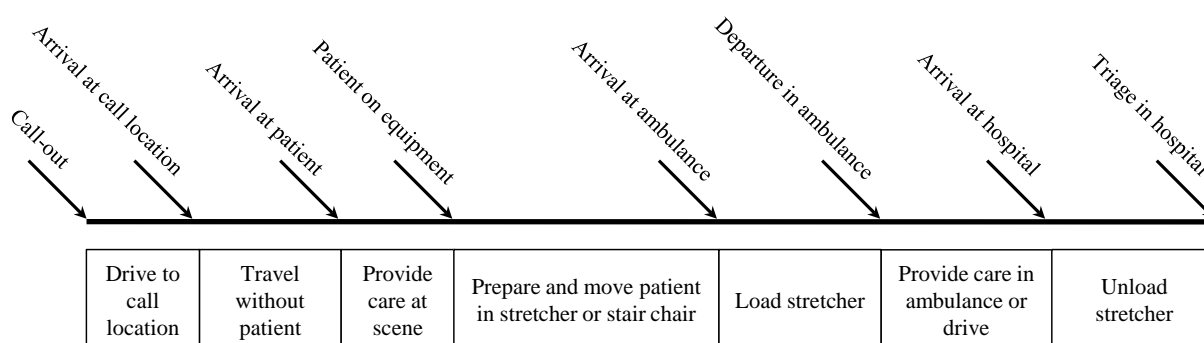 Call-out
Arrival at call location
Arrival at patient
Patient on equipment
Arrival at ambulance
Departure in ambulance
Arrival at hospital
Triage in hospital
Drive to
call
location
Travel
without
patient
Provide
care at
scene
Prepare and move patient
in stretcher or stair chair
Load stretcher
Provide care in
ambulance or
drive
Unload
stretcher